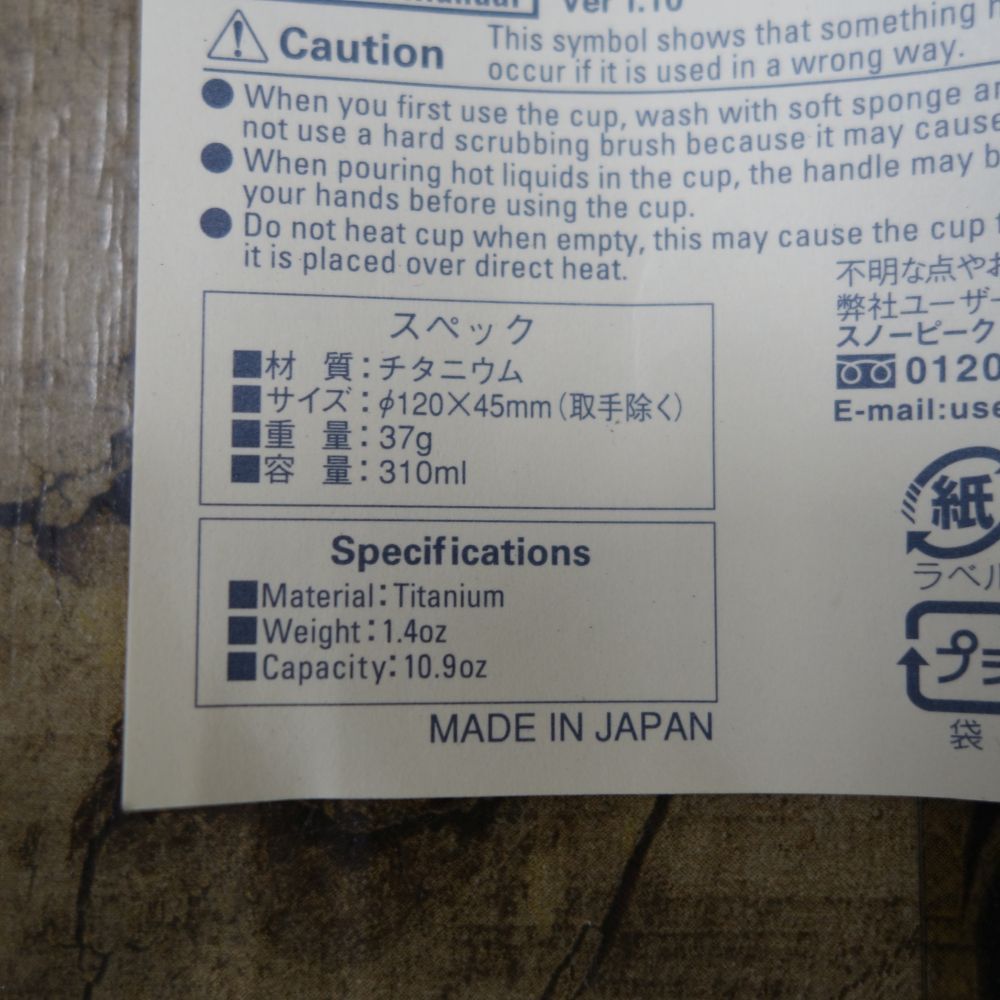 Ver 1.10
Caution
This symbol shows that something
occur if it is used in a wrong way.
When you first use the cup, wash with soft sponge
not use a hard scrubbing brush because it may cause
When pouring hot liquids in the cup, the handle may
your hands before using the cup.
Do not heat cup when empty, this may cause the cup
it is placed over direct heat.
不明な点や
弊社ユーザー
スノーピーク
0120
E-mail:use
スペック
■材 質：チタニウム
■サイズ：φ120×45mm（取手除く）
■重 量：37g
■容 量：310ml
Specifications
■Material：Titanium
■Weight：1.4oz
■Capacity：10.9oz
MADE IN JAPAN
紙
ラベル
プラ
袋